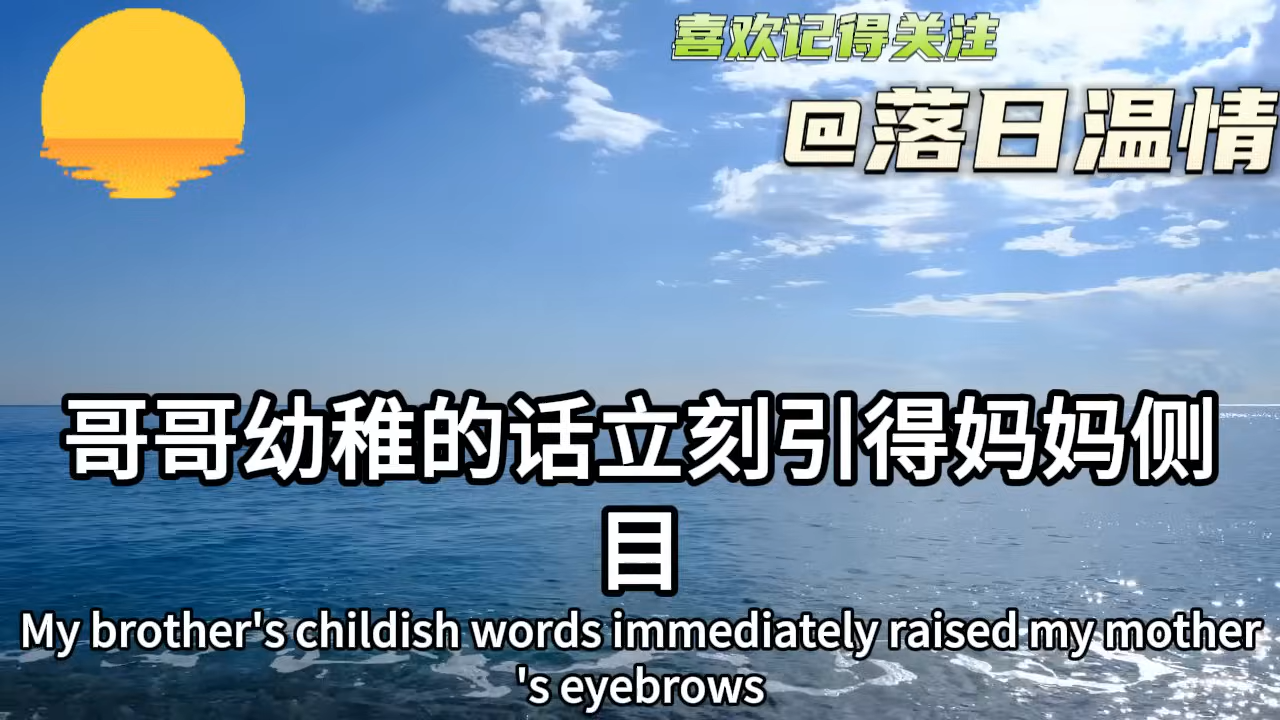 喜欢记得关注
@落日温情
哥哥幼稚的话立刻引得妈妈侧
目
My brother's childish words immediately raised my mother
's eyebrows